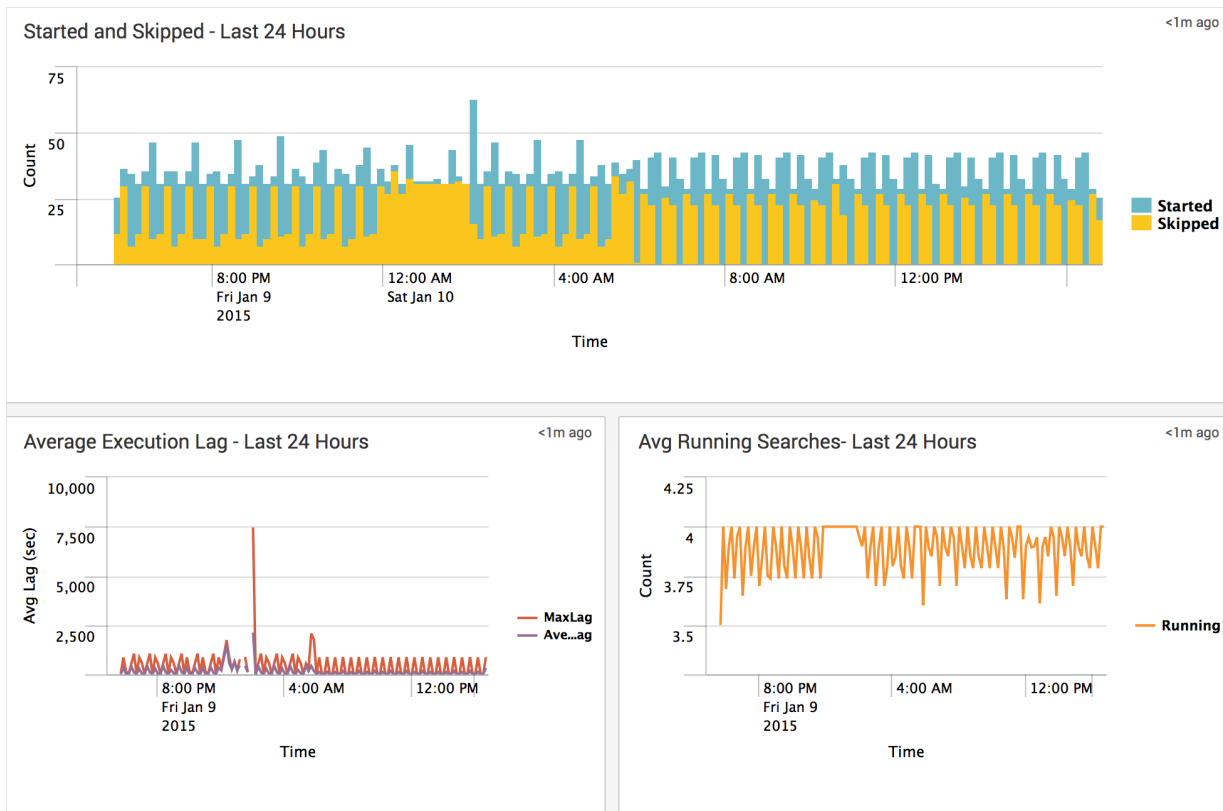 Started and Skipped - Last 24 Hours
<1m ago
75
50
25
Count
Started
Skipped
8:00 PM
Fri Jan 9
2015
12:00 AM
Sat Jan 10
4:00 AM
8:00 AM
12:00 PM
Time
Average Execution Lag - Last 24 Hours
<1m ago
10,000
7,500
5,000
2,500
Avg Lag (sec)
MaxLag
Ave...ag
8:00 PM
Fri Jan 9
2015
4:00 AM
12:00 PM
Time
Avg Running Searches- Last 24 Hours
<1m ago
4.25
4
3.75
3.5
Count
Running
8:00 PM
Fri Jan 9
2015
4:00 AM
12:00 PM
Time